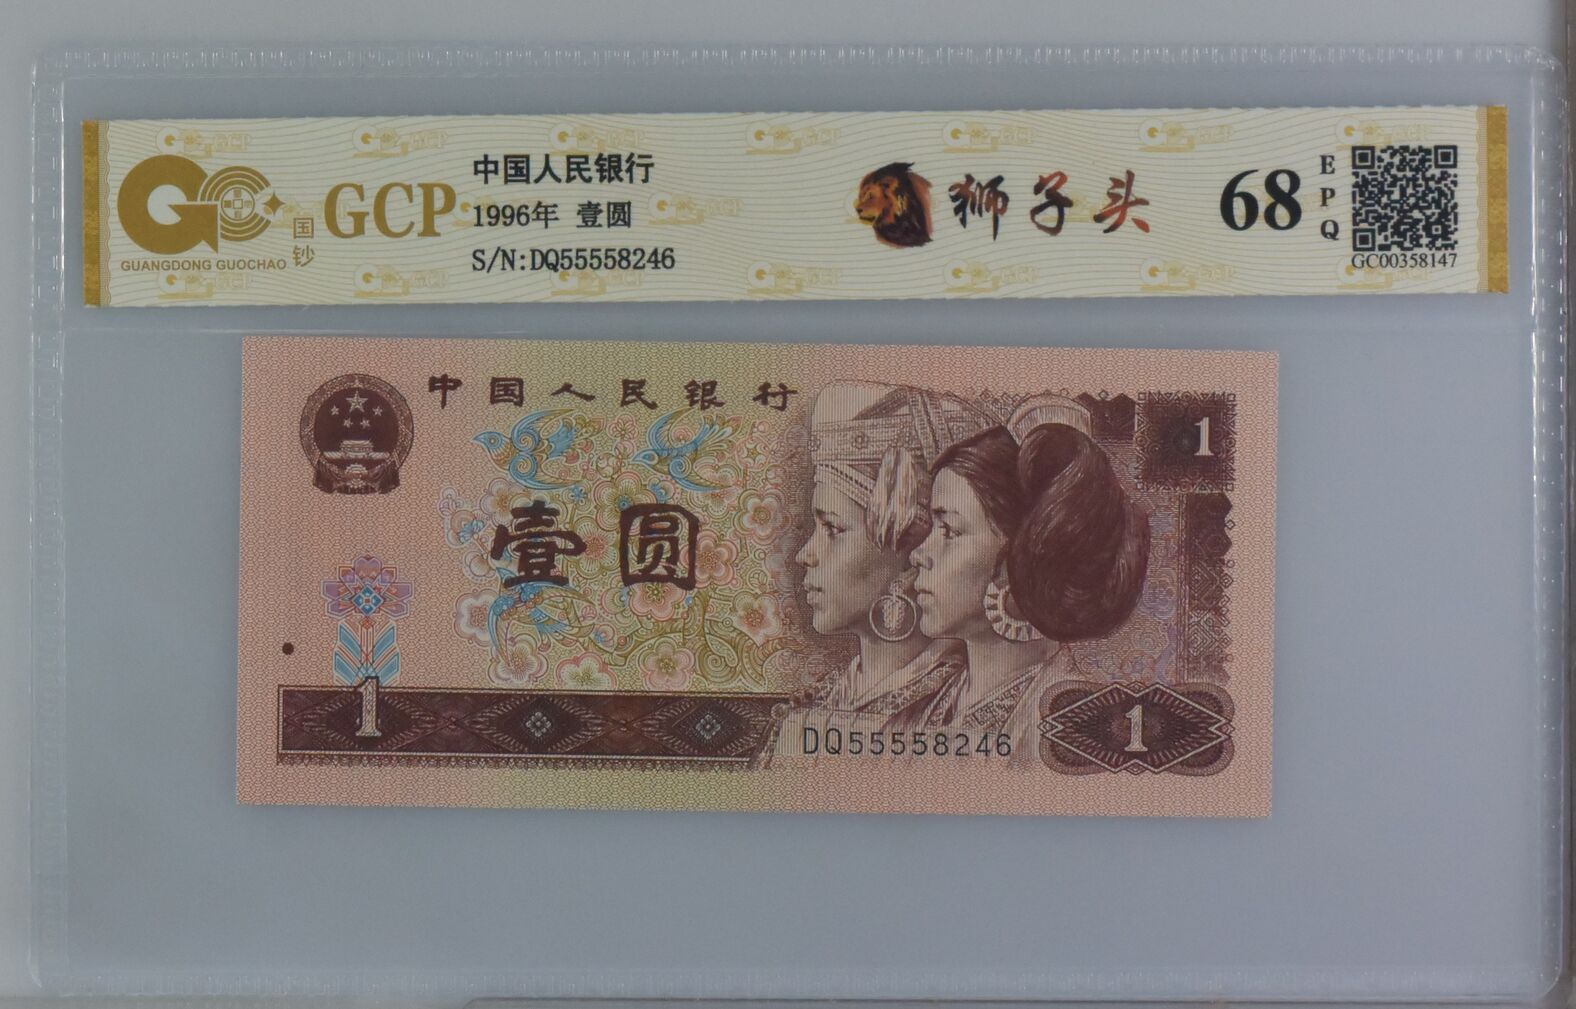 GUANGDONG GUOCHAO
国钞
GCP
中国人民银行
1996年 壹圆
S/N:DQ55558246
狮子头
68
EPQ
GC00358147
中国人民银行
1
壹圆
1
DQ55558246
1